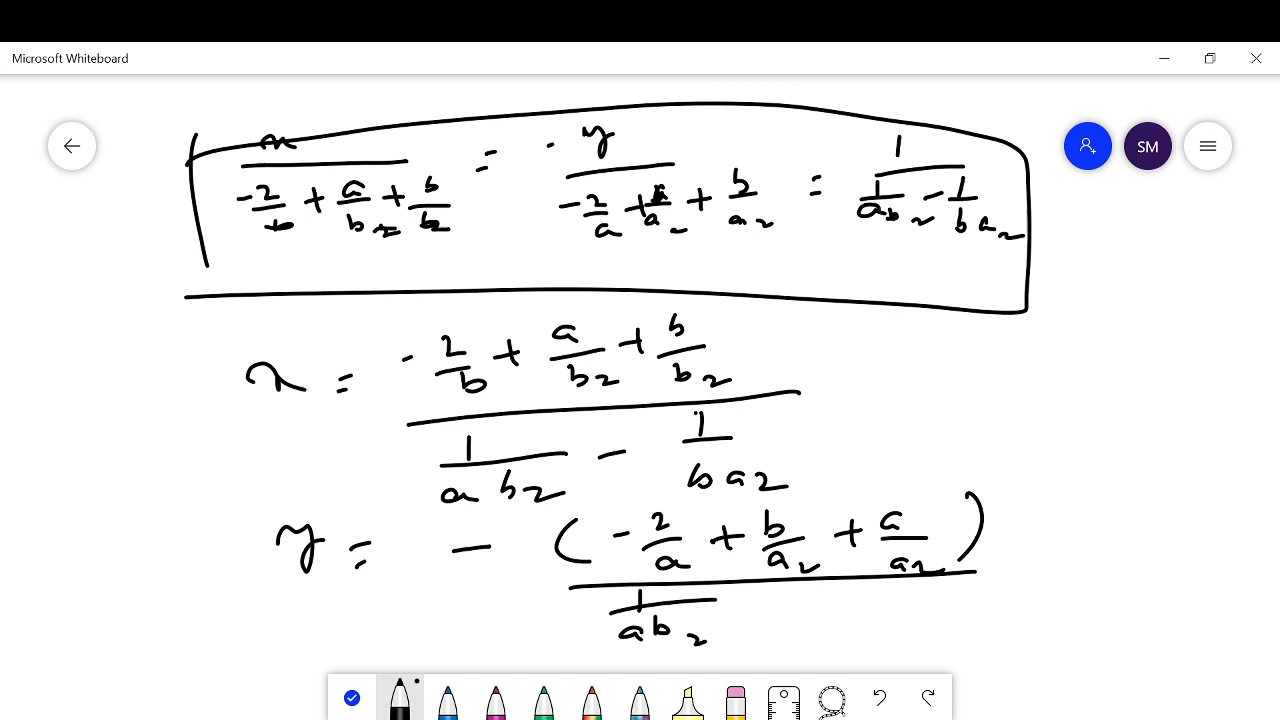 Microsoft Whiteboard
SM
x/(-2/b + a/b2 + b/b2) = -y/(-2/a + a/a2 + b/a2) = 1/(1/ab2 - 1/ba2)
x = (-2/b + a/b2 + b/b2)/(1/ab2 - 1/ba2)
y = -(-2/a + b/a2 + a/a2)/(1/ab2)